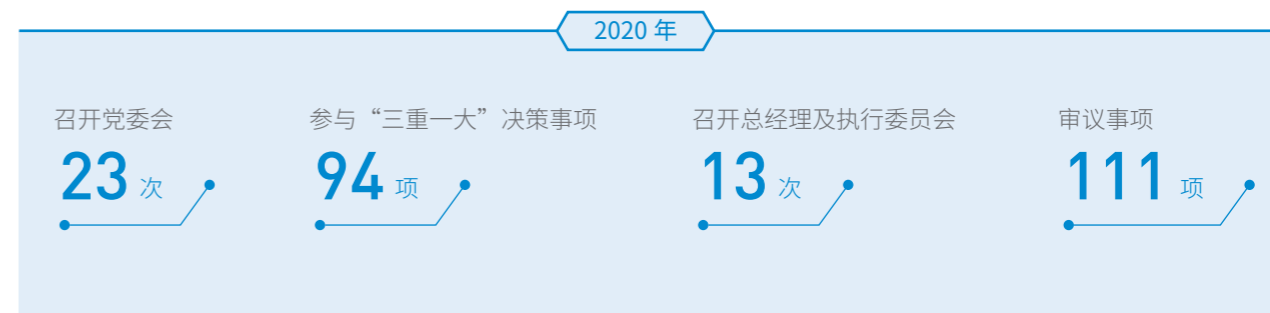 2020 年
召开党委会
23 次
参与“三重一大”决策事项
94 项
召开总经理及执行委员会
13 次
审议事项
111 项